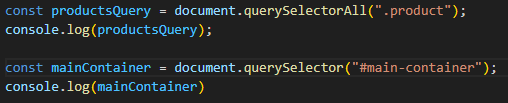 const productsQuery = document.querySelectorAll(".product");
console.log(productsQuery);
const mainContainer = document.querySelector("#main-container");
console.log(mainContainer)